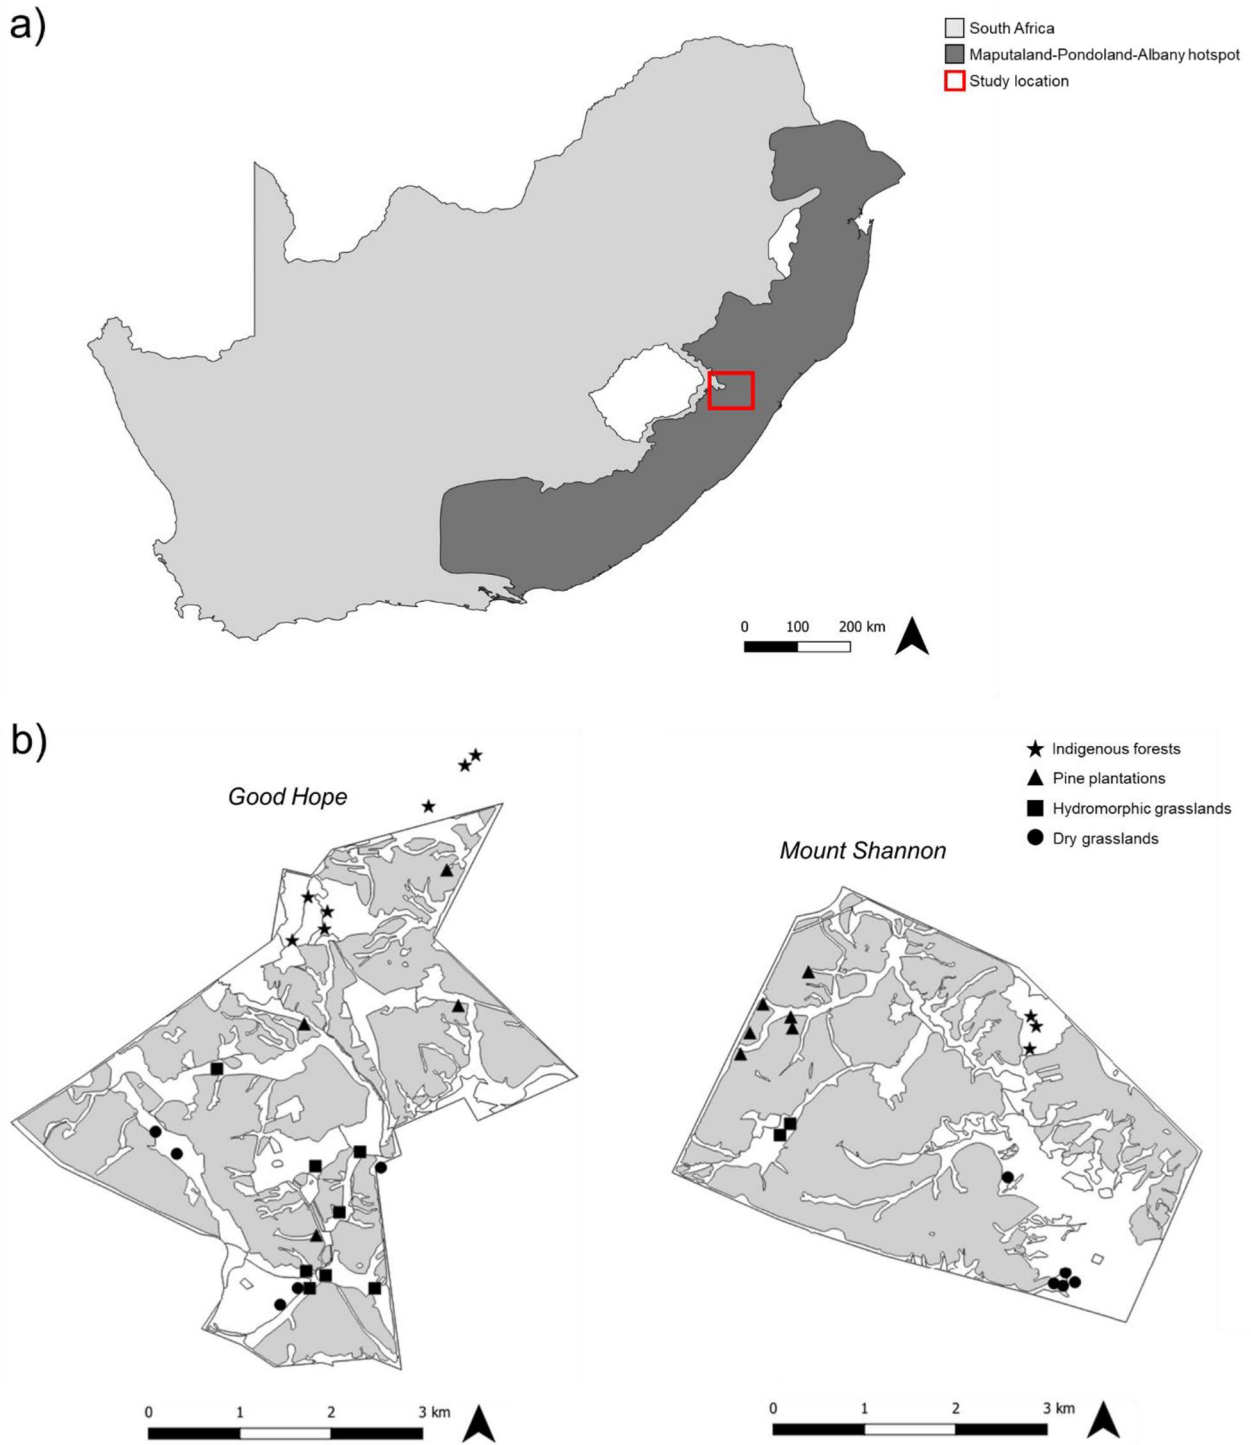 a)
South Africa
Maputaland-Pondoland-Albany hotspot
Study location
0 100 200 km
b)
Good Hope
Indigenous forests
Pine plantations
Hydromorphic grasslands
Dry grasslands
Mount Shannon
0 1 2 3 km
0 1 2 3 km